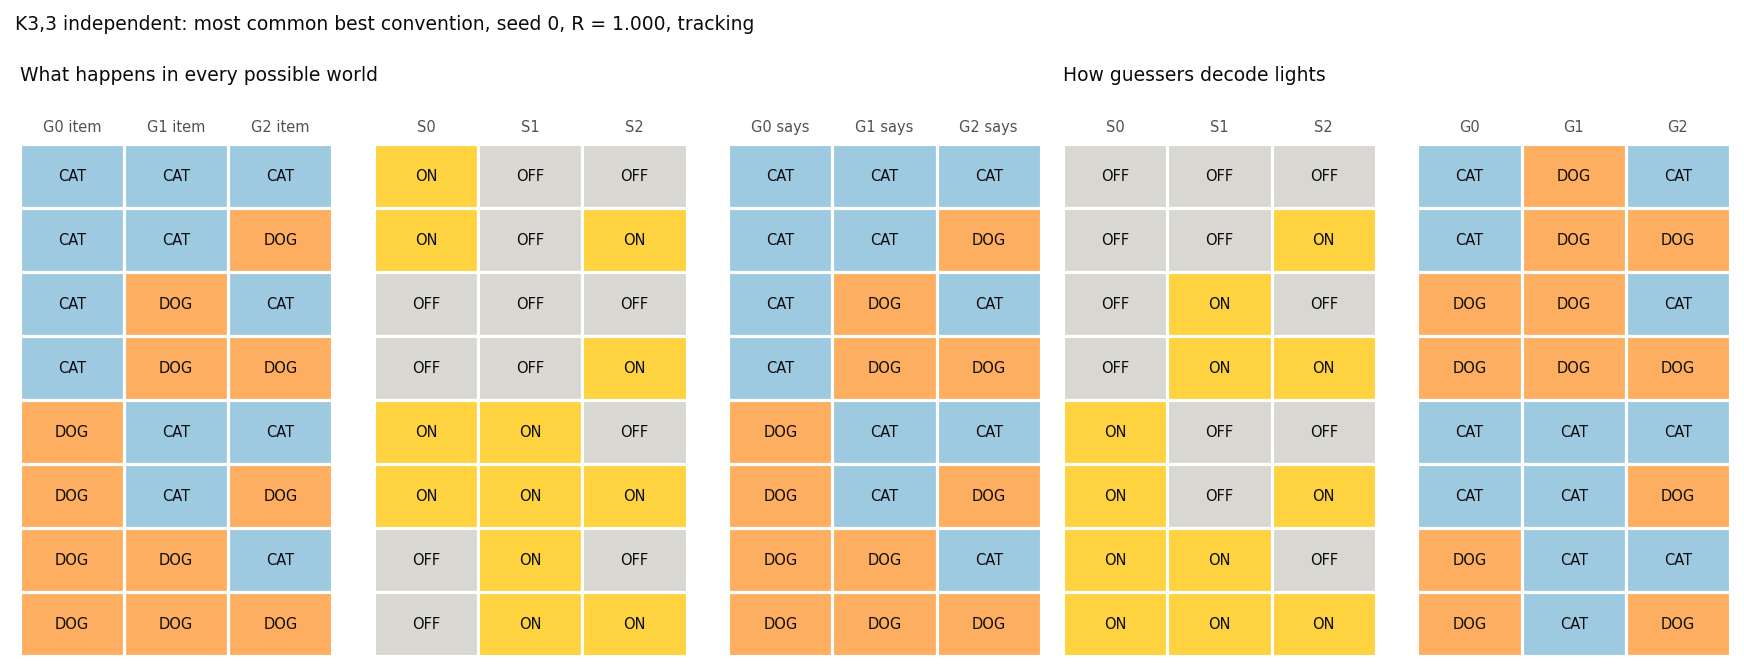 K3,3 independent: most common best convention, seed 0, R = 1.000, tracking
What happens in every possible world How guessers decode lights
G0 item G1 item G2 item S0 S1 S2 G0 says G1 says G2 says S0 S1 S2 G0 G1 G2
CAT CAT CAT ON OFF OFF CAT CAT CAT OFF OFF OFF CAT DOG CAT
CAT CAT DOG ON OFF ON CAT CAT DOG OFF OFF ON CAT DOG DOG
CAT DOG CAT OFF OFF OFF CAT DOG CAT OFF ON OFF DOG DOG CAT
CAT DOG DOG OFF OFF ON CAT DOG DOG OFF ON ON DOG DOG DOG
DOG CAT CAT ON ON OFF DOG CAT CAT ON OFF OFF CAT CAT CAT
DOG CAT DOG ON ON ON DOG CAT DOG ON OFF ON CAT CAT DOG
DOG DOG CAT OFF ON OFF DOG DOG CAT ON ON OFF DOG CAT CAT
DOG DOG DOG OFF ON ON DOG DOG DOG ON ON ON DOG CAT DOG